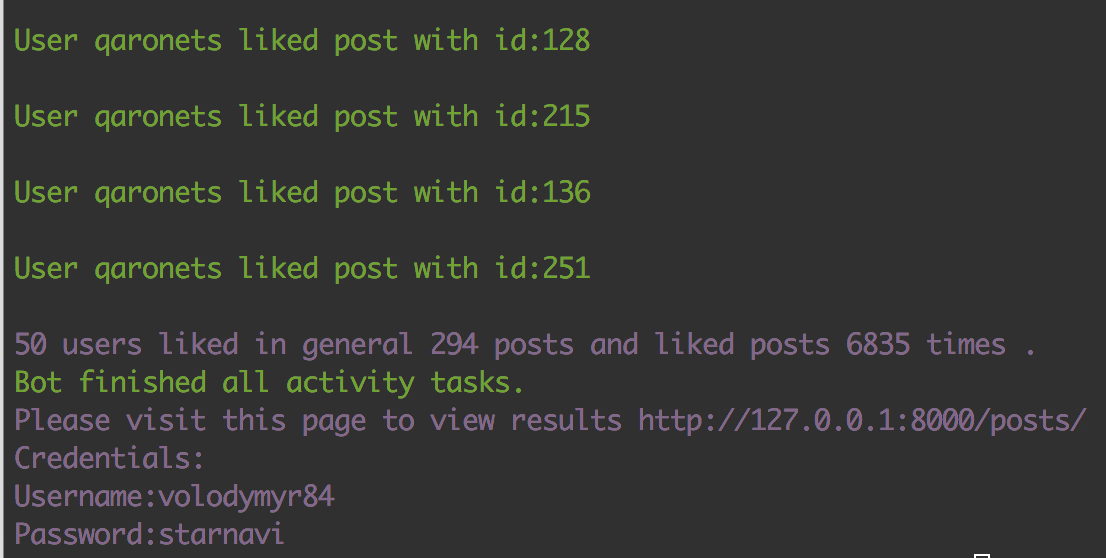 User qaronets liked post with id:128
User qaronets liked post with id:215
User qaronets liked post with id:136
User qaronets liked post with id:251
50 users liked in general 294 posts and liked posts 6835 times .
Bot finished all activity tasks.
Please visit this page to view results http://127.0.0.1:8000/posts/
Credentials:
Username:volodymyr84
Password:starnavi